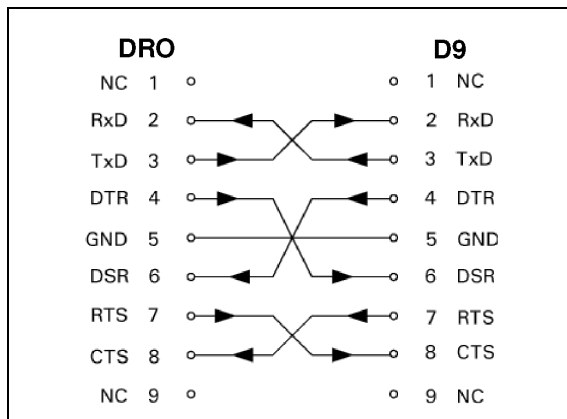 DRO D9
NC 1 1 NC
RxD 2 2 RxD
TxD 3 3 TxD
DTR 4 4 DTR
GND 5 5 GND
DSR 6 6 DSR
RTS 7 7 RTS
CTS 8 8 CTS
NC 9 9 NC